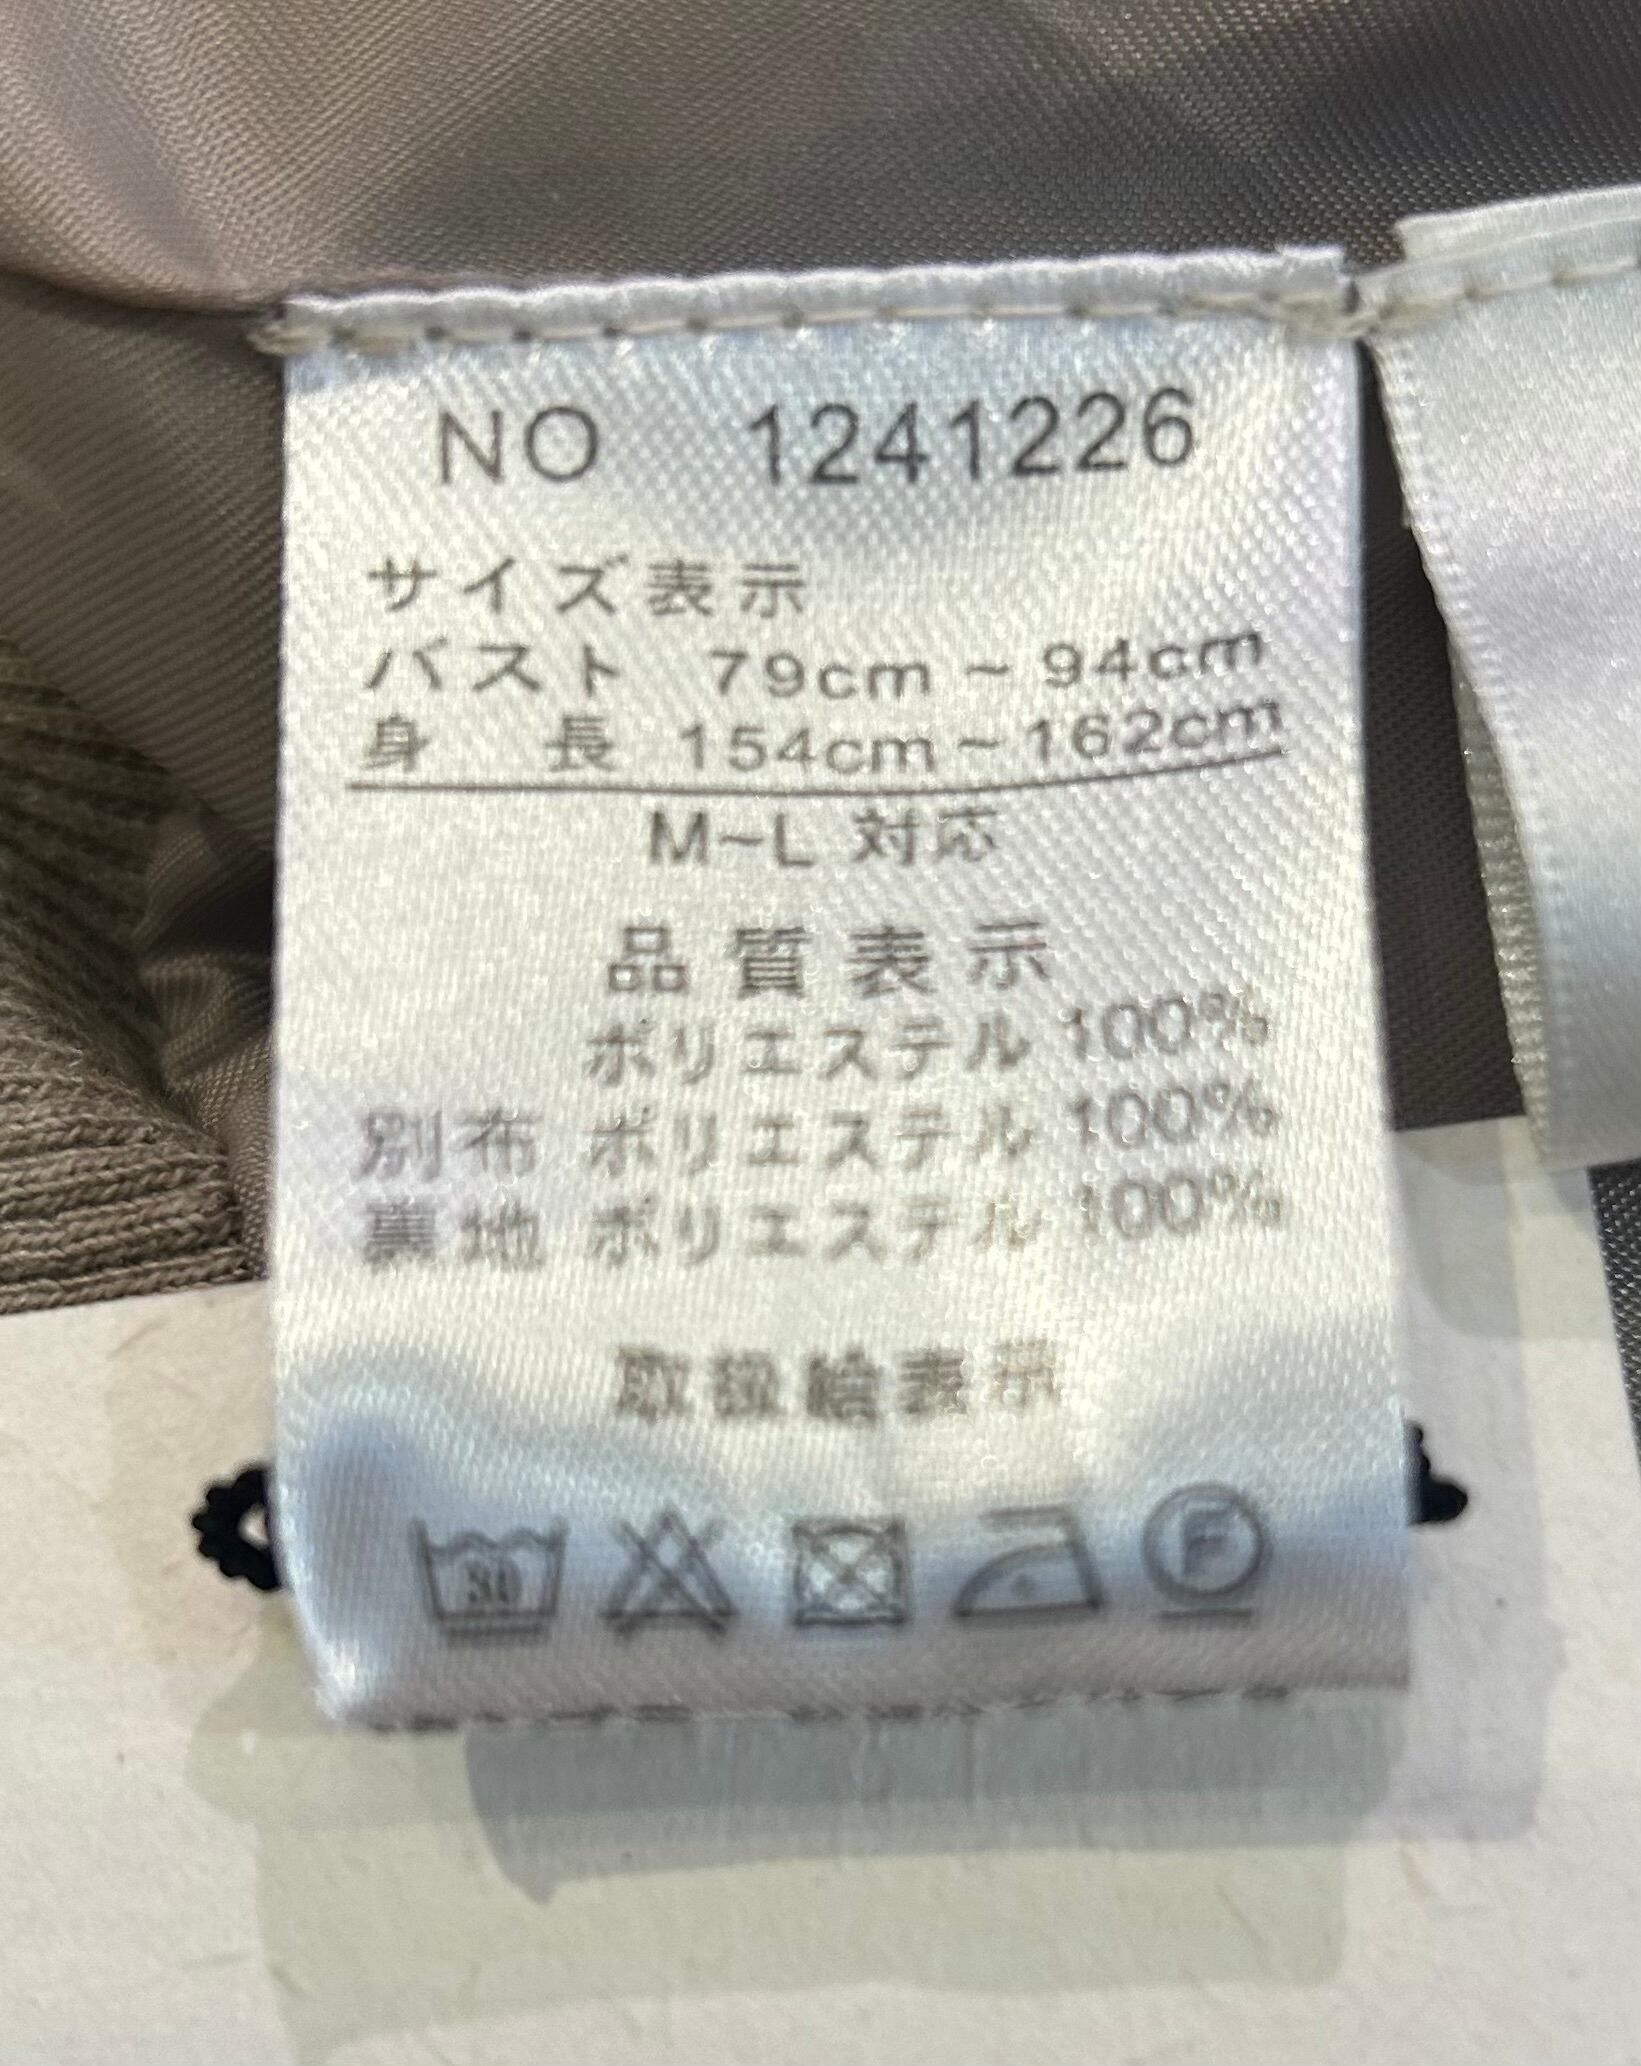 NO 1241226
サイズ表示
バスト 79cm~94cm
身 長 154cm~162cm
M~L 対応
品質表示
ポリエステル 100%
別布 ポリエステル 100%
裏地 ポリエステル 100%
取扱絵表示
30 F